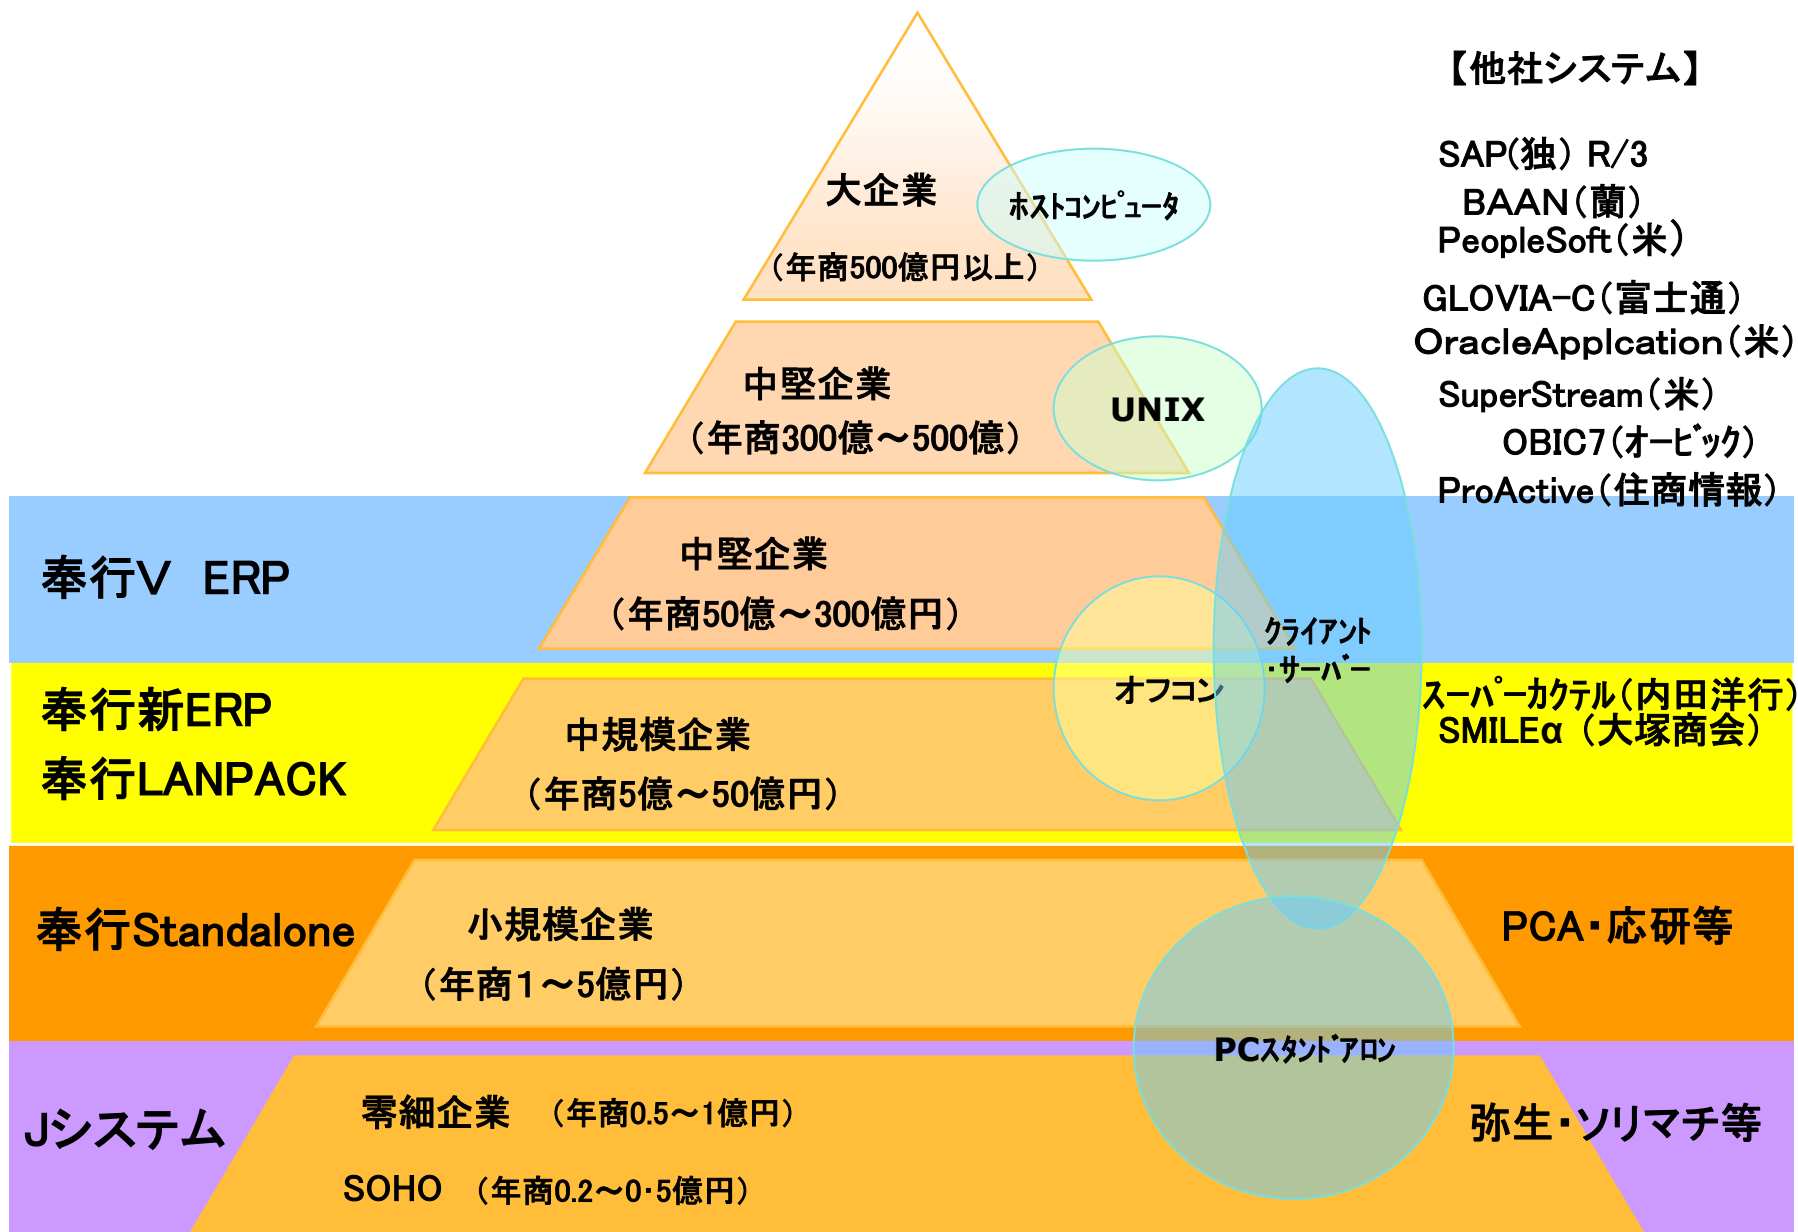 【他社システム】
SAP(独) R/3
BAAN（蘭）
PeopleSoft（米）
GLOVIA-C（富士通）
OracleApplcation（米）
SuperStream（米）
OBIC7（ｵｰﾋﾞｯｸ）
ProActive（住商情報）
大企業
（年商500億円以上）
ﾎｽﾄｺﾝﾋﾟｭｰﾀ
中堅企業
（年商300億～500億）
UNIX
奉行Ｖ　ERP
中堅企業
（年商50億～300億円）
ｸﾗｲｱﾝﾄ
・ｻｰﾊﾞｰ
奉行新ERP
奉行LANPACK
中規模企業
（年商5億～50億円）
オフコン
ｽｰﾊﾟｰｶｸﾃﾙ（内田洋行）
SMILEα （大塚商会）
奉行Standalone
小規模企業
（年商１～5億円）
PCA・応研等
PCｽﾀﾝﾄﾞｱﾛﾝ
Jシステム
零細企業　（年商0.5～1億円）
SOHO　（年商0.2～0・5億円）
弥生・ソリマチ等